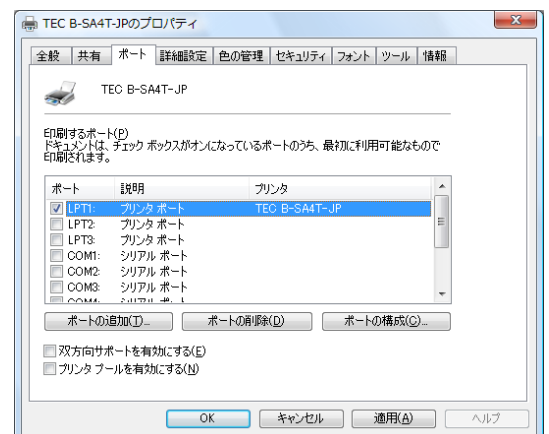 TEC B-SA4T-JPのプロパティ
全般 共有 ポート 詳細設定 色の管理 セキュリティ フォント ツール 情報
TEC B-SA4T-JP
印刷するポート(P)
ドキュメントは、チェック ボックスがオンになっているポートのうち、最初に利用可能なもので
印刷されます。
ポート 説明 プリンタ
LPT1: プリンタ ポート TEC B-SA4T-JP
LPT2: プリンタ ポート
LPT3: プリンタ ポート
COM1: シリアル ポート
COM2: シリアル ポート
COM3: シリアル ポート
COM4: シリアル ポート
ポートの追加(T)... ポートの削除(D) ポートの構成(C)...
双方向サポートを有効にする(E)
プリンタ プールを有効にする(N)
OK キャンセル 適用(A) ヘルプ